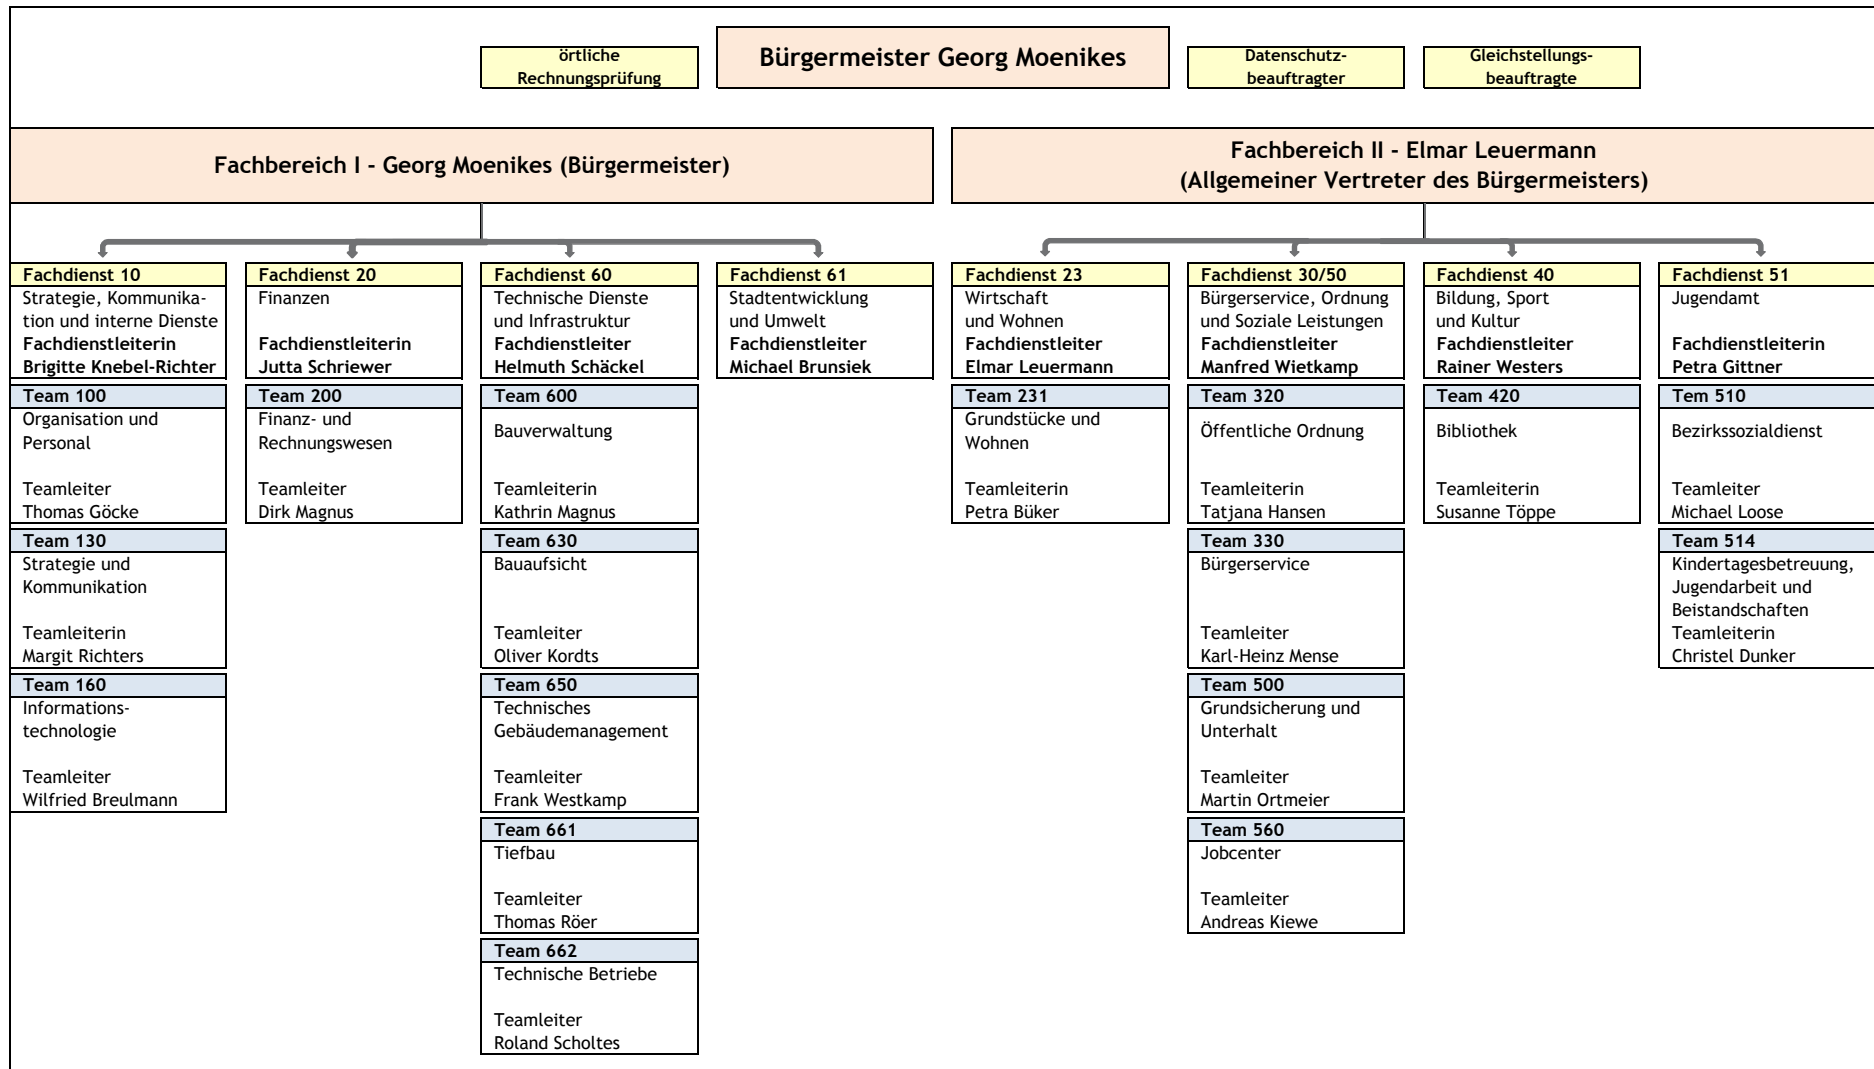 örtliche
Rechnungsprüfung
Bürgermeister Georg Moenikes
Datenschutz-
beauftragter
Gleichstellungs-
beauftragte
Fachbereich I - Georg Moenikes (Bürgermeister)
Fachbereich II - Elmar Leuermann
(Allgemeiner Vertreter des Bürgermeisters)
Fachdienst 10
Strategie, Kommunika-
tion und interne Dienste
Fachdienstleiterin
Brigitte Knebel-Richter
Team 100
Organisation und
Personal
Teamleiter
Thomas Göcke
Team 130
Strategie und
Kommunikation
Teamleiterin
Margit Richters
Team 160
Informations-
technologie
Teamleiter
Wilfried Breulmann
Fachdienst 20
Finanzen
Fachdienstleiterin
Jutta Schriewer
Team 200
Finanz- und
Rechnungswesen
Teamleiter
Dirk Magnus
Fachdienst 60
Technische Dienste
und Infrastruktur
Fachdienstleiter
Helmuth Schäckel
Team 600
Bauverwaltung
Teamleiterin
Kathrin Magnus
Team 630
Bauaufsicht
Teamleiter
Oliver Kordts
Team 650
Technisches
Gebäudemanagement
Teamleiter
Frank Westkamp
Team 661
Tiefbau
Teamleiter
Thomas Röer
Team 662
Technische Betriebe
Teamleiter
Roland Scholtes
Fachdienst 61
Stadtentwicklung
und Umwelt
Fachdienstleiter
Michael Brunsiek
Fachdienst 23
Wirtschaft
und Wohnen
Fachdienstleiter
Elmar Leuermann
Team 231
Grundstücke und
Wohnen
Teamleiterin
Petra Büker
Fachdienst 30/50
Bürgerservice, Ordnung
und Soziale Leistungen
Fachdienstleiter
Manfred Wietkamp
Team 320
Öffentliche Ordnung
Teamleiterin
Tatjana Hansen
Team 330
Bürgerservice
Teamleiter
Karl-Heinz Mense
Team 500
Grundsicherung und
Unterhalt
Teamleiter
Martin Ortmeier
Team 560
Jobcenter
Teamleiter
Andreas Kiewe
Fachdienst 40
Bildung, Sport
und Kultur
Fachdienstleiter
Rainer Westers
Team 420
Bibliothek
Teamleiterin
Susanne Töppe
Fachdienst 51
Jugendamt
Fachdienstleiterin
Petra Gittner
Tem 510
Bezirkssozialdienst
Teamleiter
Michael Loose
Team 514
Kindertagesbetreuung,
Jugendarbeit und
Beistandschaften
Teamleiterin
Christel Dunker